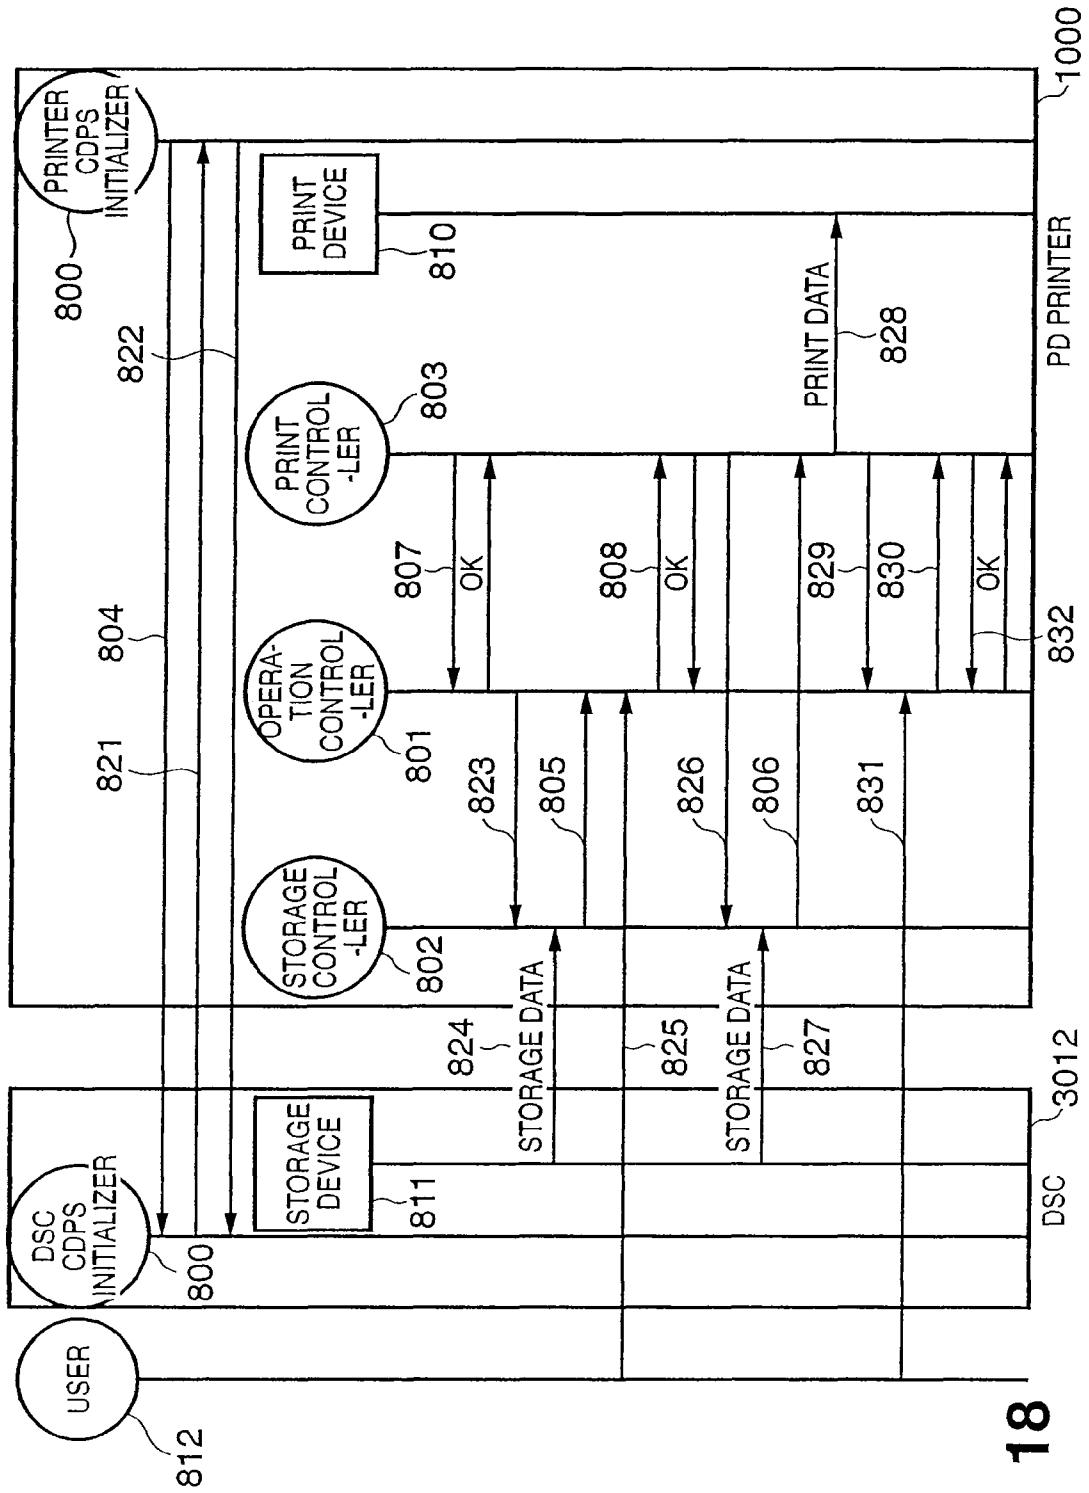 USER
812
DSC
CDPS
INITIALIZER
800
PRINTER
CDPS
INITIALIZER
800
804
821
822
STORAGE
DEVICE
811
STORAGE
CONTROL
-LER
802
OPERA-
TION
CONTROL
-LER
801
PRINT
CONTROL
-LER
803
PRINT
DEVICE
810
807
OK
823
824
STORAGE DATA
805
825
808
OK
826
STORAGE DATA
827
806
PRINT DATA
828
829
831
830
832
OK
DSC
3012
PD PRINTER
1000
18